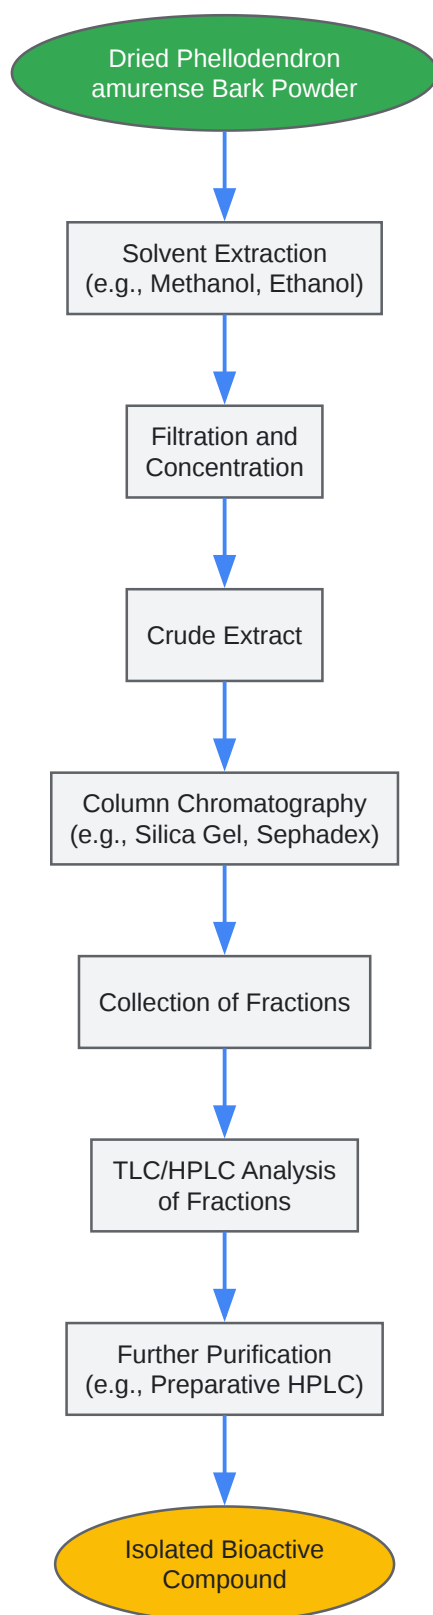 Dried Phellodendron
amurense Bark Powder
Solvent Extraction
(e.g., Methanol, Ethanol)
Filtration and
Concentration
Crude Extract
Column Chromatography
(e.g., Silica Gel, Sephadex)
Collection of Fractions
TLC/HPLC Analysis
of Fractions
Further Purification
(e.g., Preparative HPLC)
Isolated Bioactive
Compound